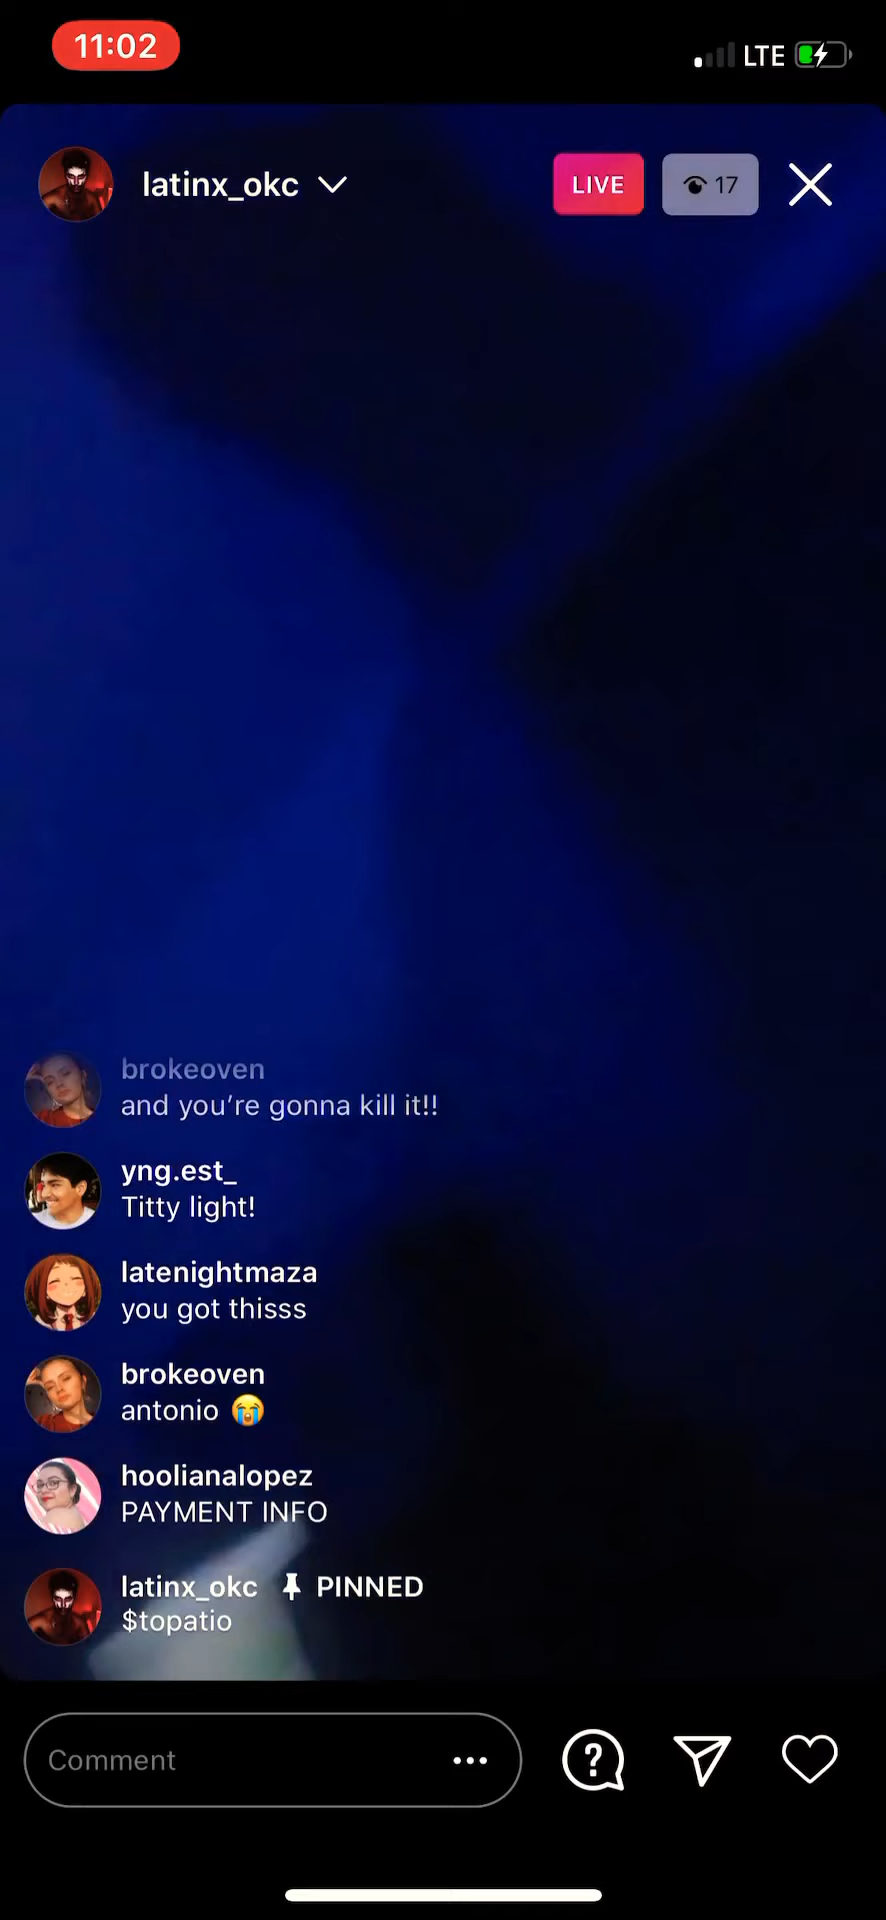 11:02
LTE
latinx_okc
LIVE
17
brokeoven
and you’re gonna kill it!!
yng.est_
Titty light!
latenightmaza
you got thisss
brokeoven
antonio 😭
hoolianalopez
PAYMENT INFO
latinx_okc PINNED
$topatio
Comment